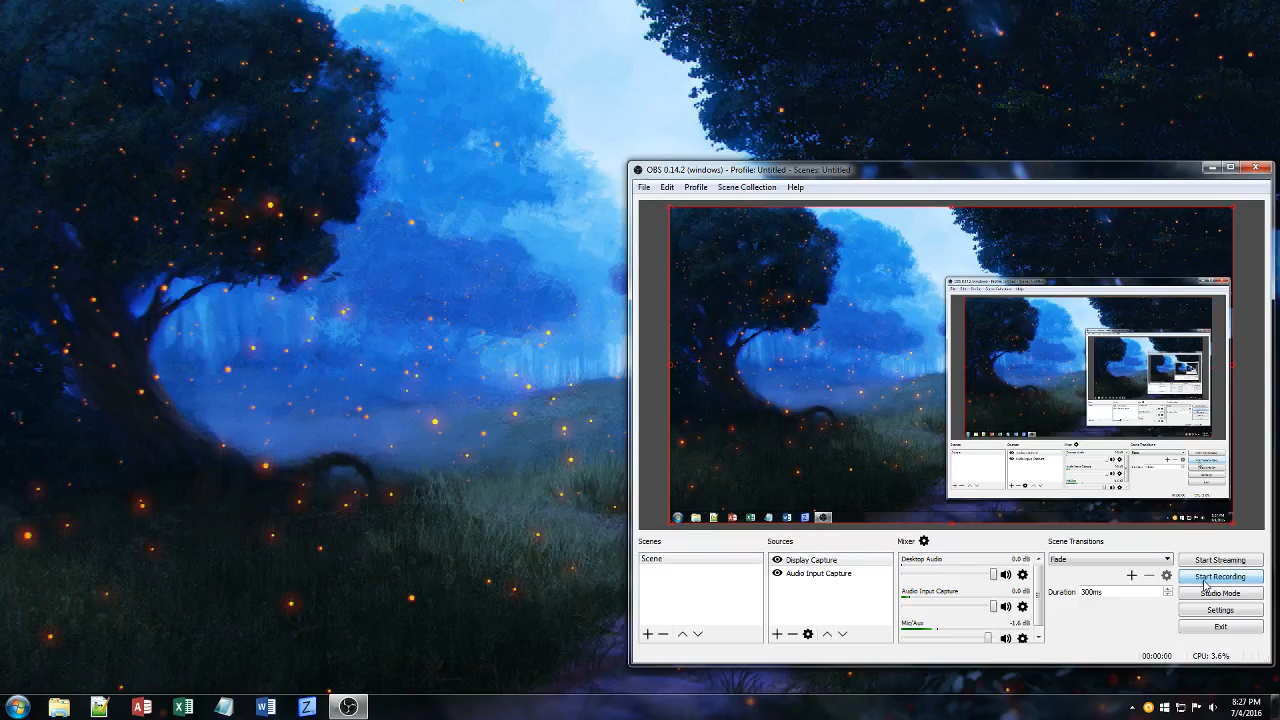 OBS 0.14.2 (windows) - Profile: Untitled - Scenes: Untitled
File Edit Profile Scene Collection Help
Scenes
Sources
Mixer
Scene Transitions
Scene
Display Capture
Audio Input Capture
Desktop Audio 0.0 dB
Audio Input Capture 0.0 dB
Mic/Aux -1.6 dB
Fade
Duration 300ms
Start Streaming
Start Recording
Studio Mode
Settings
Exit
00:00:00 CPU: 3.6%
8:27 PM
7/4/2016